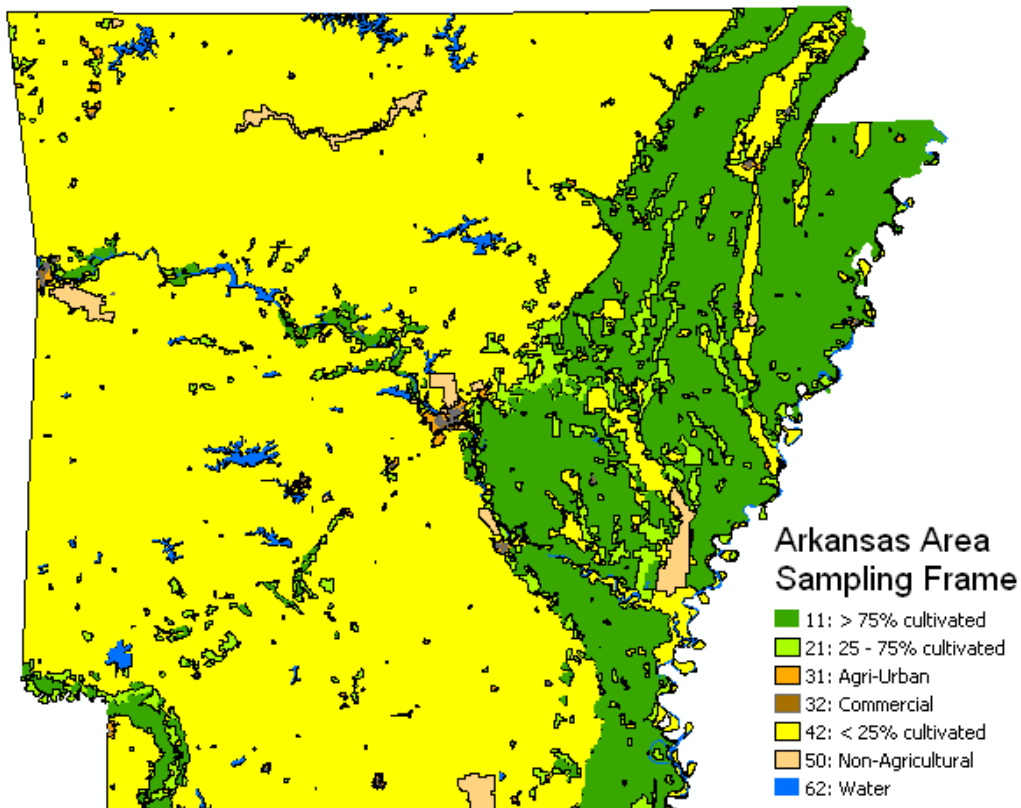 Arkansas Area
Sampling Frame
11: > 75% cultivated
21: 25 - 75% cultivated
31: Agri-Urban
32: Commercial
42: < 25% cultivated
50: Non-Agricultural
62: Water